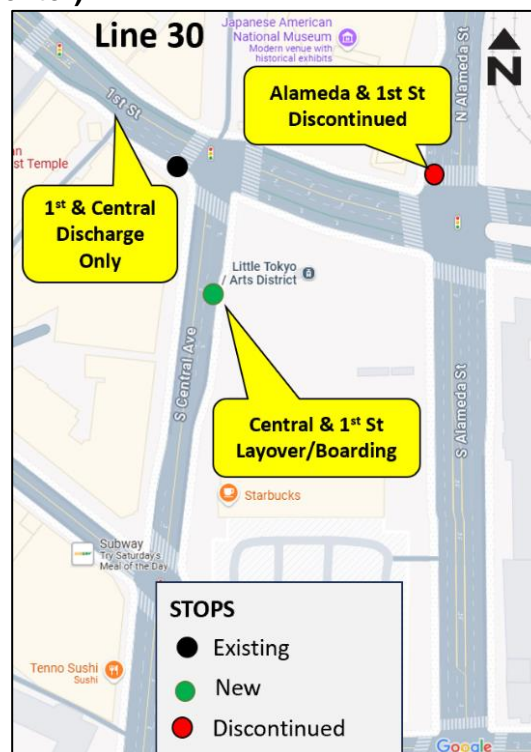 Line 30
Japanese American
National Museum
Modern venue with
historical exhibits
N Alameda St
N
1st St
Alameda & 1st St
Discontinued
st Temple
1st & Central
Discharge
Only
Little Tokyo
/ Arts District
S Central Ave
S Alameda St
Central & 1st St
Layover/Boarding
Starbucks
Subway
Try Saturday's
Meal of the Day
Tenno Sushi
Sushi
STOPS
Existing
New
Discontinued
Google